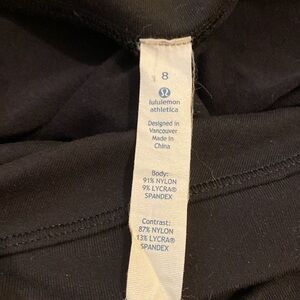 8
lululemon
athletica
Designed in
Vancouver
Made in
China
Body:
91% NYLON
9% LYCRA®
SPANDEX
Contrast:
87% NYLON
13% LYCRA®
SPANDEX